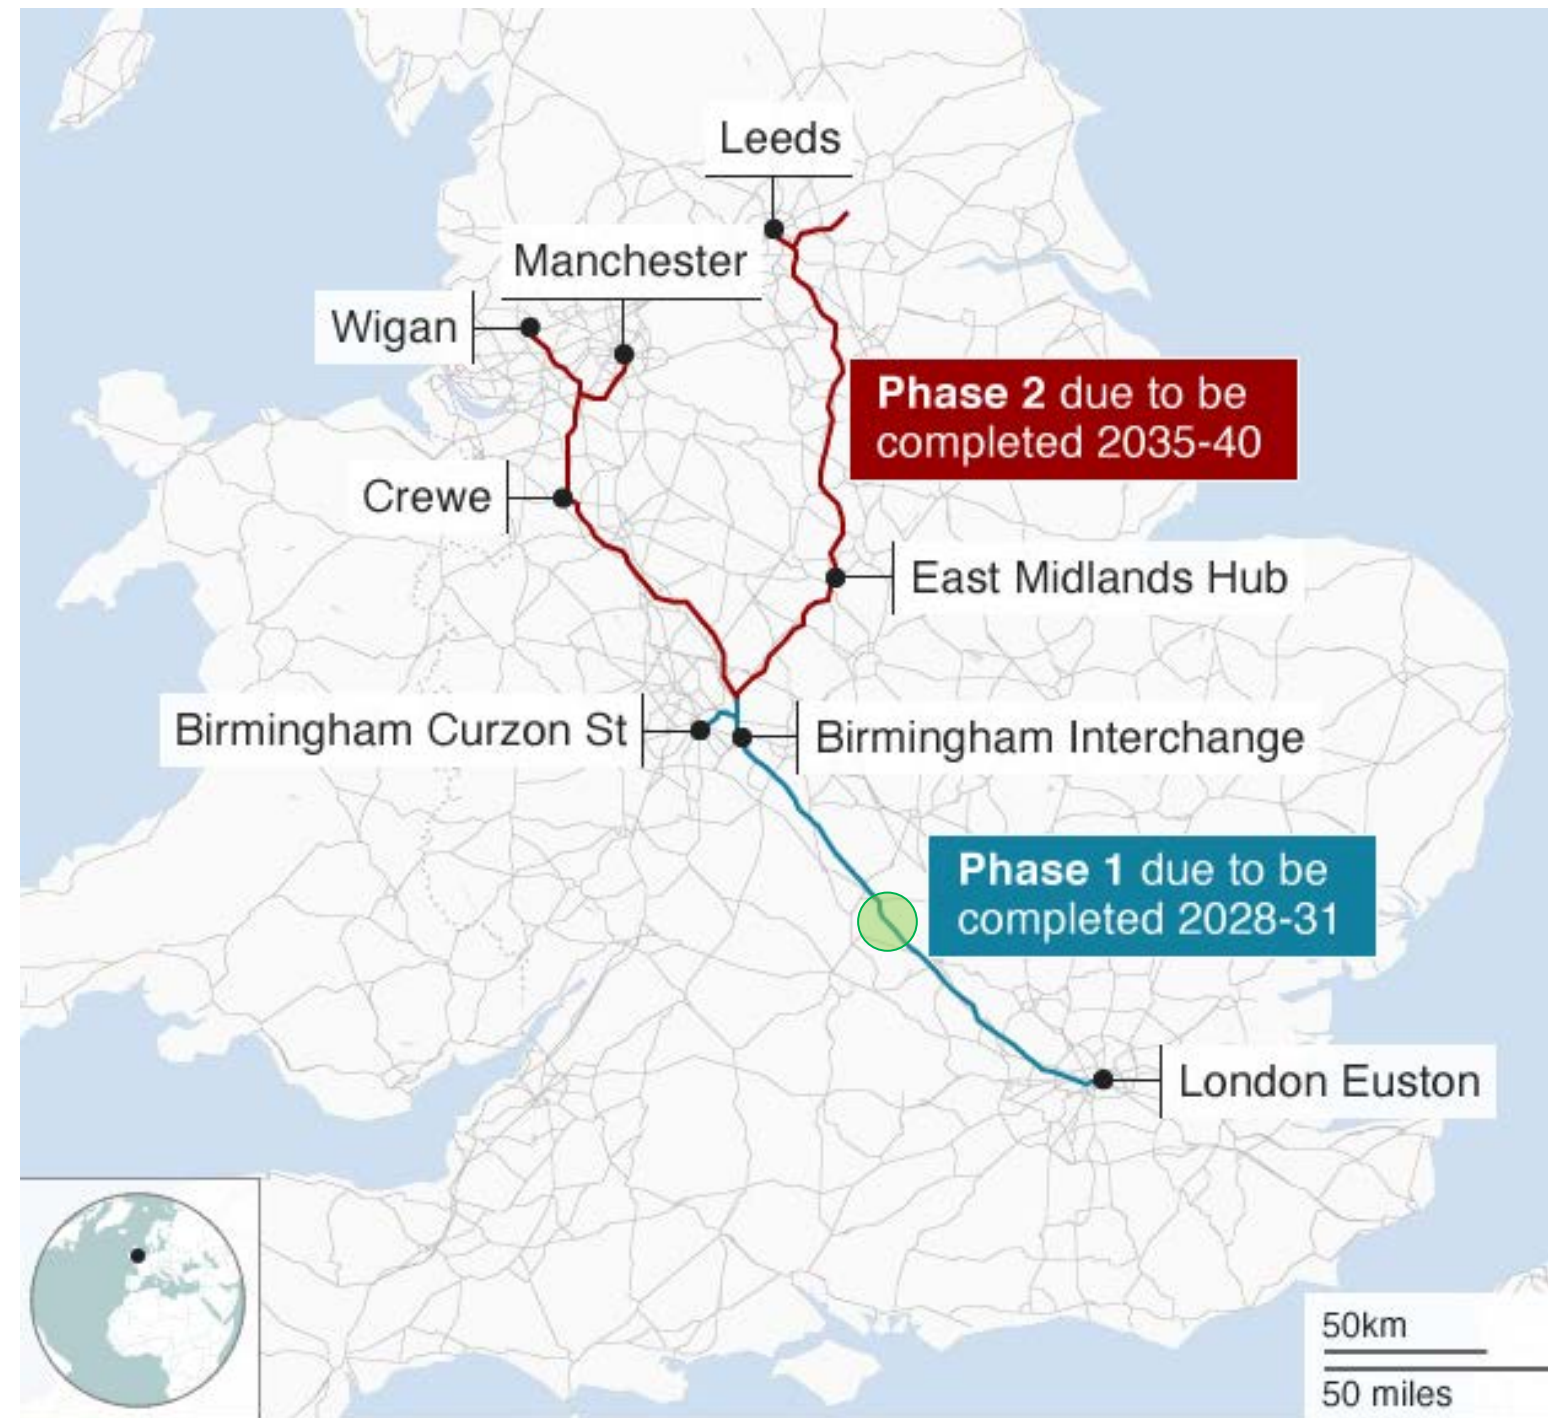 Leeds
Manchester
Wigan
Phase 2 due to be
completed 2035-40
Crewe
East Midlands Hub
Birmingham Curzon St
Birmingham Interchange
Phase 1 due to be
completed 2028-31
London Euston
50km
50 miles